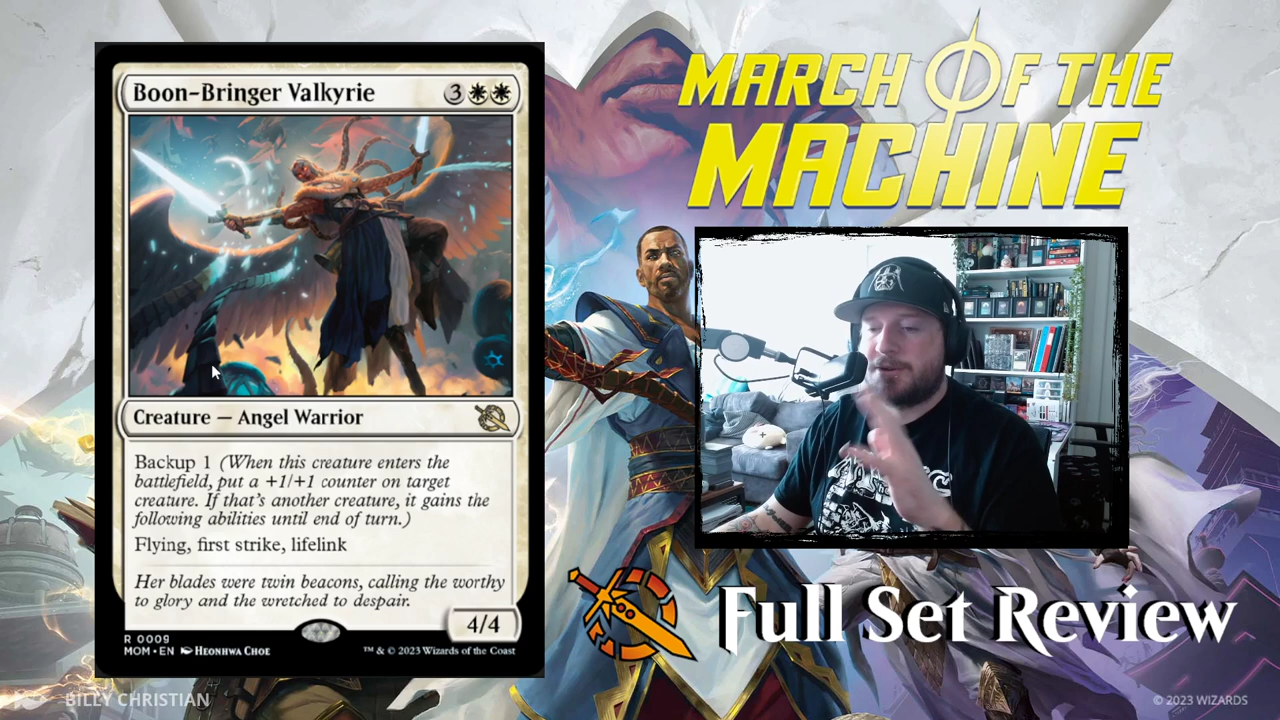 Boon-Bringer Valkyrie 3
Creature — Angel Warrior
Backup 1 (When this creature enters the
battlefield, put a +1/+1 counter on target
creature. If that's another creature, it gains the
following abilities until end of turn.)
Flying, first strike, lifelink
Her blades were twin beacons, calling the worthy
to glory and the wretched to despair.
4/4
R 0009
MOM • EN HEONHWA CHOE
™ & © 2023 Wizards of the Coast
BILLY CHRISTIAN
MARCH OF THE
MACHINE
Full Set Review
© 2023 WIZARDS